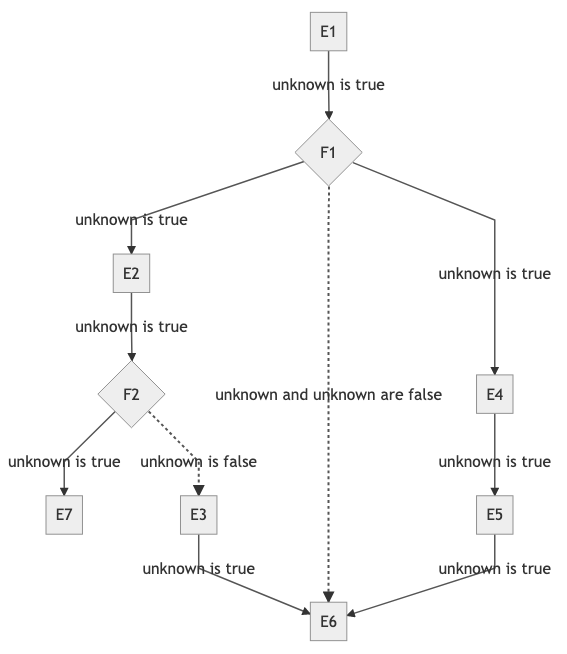 E1
unknown is true
F1
unknown is true
E2
unknown is true
unknown is true
F2
unknown and unknown are false
E4
unknown is true
unknown is false
unknown is true
E7
E3
E5
unknown is true
unknown is true
E6